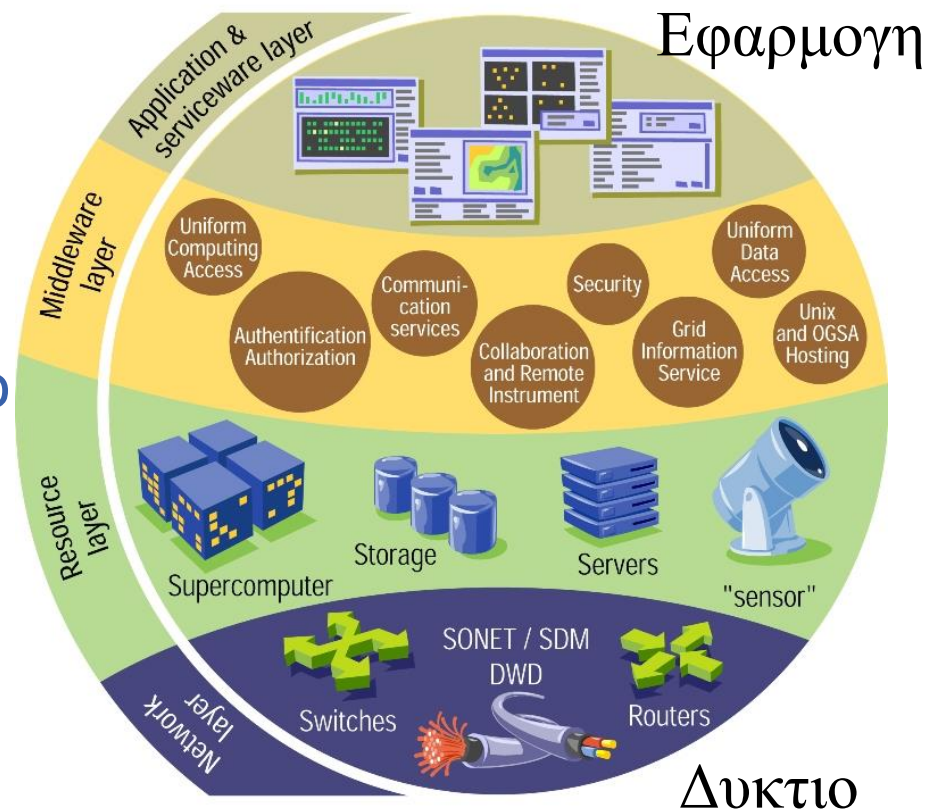 Εφαρμογη
Application &
serviceware layer
Middleware
layer
Uniform
Computing
Access
Authentification
Authorization
Communi-
cation
services
Collaboration
and Remote
Instrument
Security
Grid
Information
Service
Uniform
Data
Access
Unix
and OGSA
Hosting
Resource
layer
Supercomputer
Storage
Servers
"sensor"
Network
layer
Switches
SONET / SDM
DWD
Routers
Δυκτιο